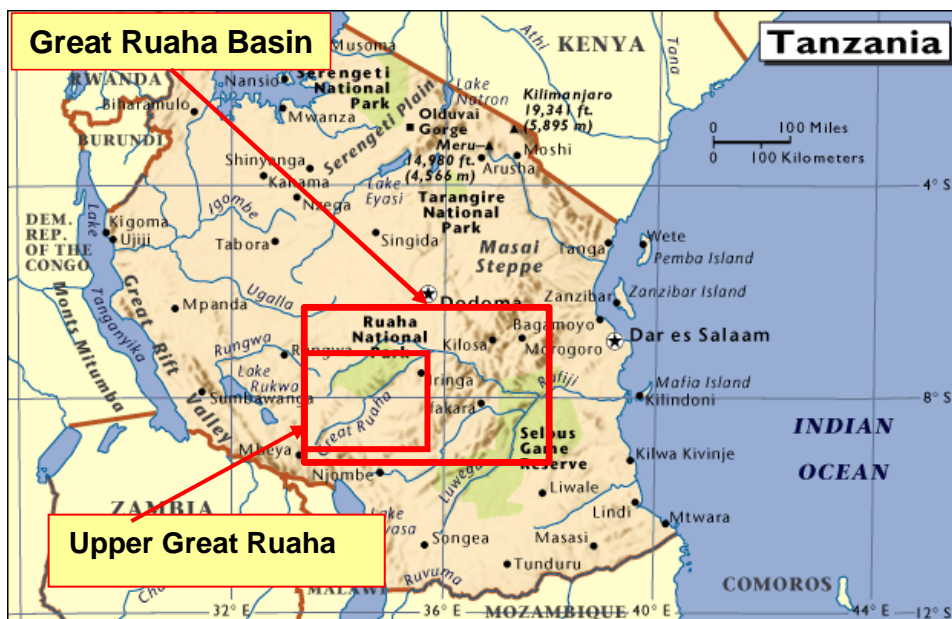 Great Ruaha Basin
Tanzania
KENYA
Athi
Tana
Musoma
RWANDA
Nansio
Serengeti
National
Park
Lake
Natron
Kilimanjaro
19,341 ft.
(5,895 m)
Biharamulo
Mwanza
Serengeti Plain
Olduvai
Gorge
Meru
14,980 ft.
(4,566 m)
Moshi
Arusha
0 100 Miles
0 100 Kilometers
BURUNDI
Shinyanga
Kahama
Nzega
Lake
Eyasi
4° S
Igombe
Tarangire
National
Park
DEM.
REP.
OF THE
CONGO
Kigoma
Ujiji
Tabora
Singida
Masai
Steppe
Tanga
Wete
Pemba Island
Lake
Tanganyika
Monts Mitumba
Great Rift
Valley
Mpanda
Ugalla
Dodoma
Zanzibar
Zanzibar Island
Ruaha
National
Park
Bagamoyo
Dar es Salaam
Kilosa
Morogoro
Rungwa
Rungwa
Lake
Rukwa
Iringa
Rufiji
Mafia Island
Kilindoni
Sumbawanga
8° S
Great Ruaha
Ifakara
Selous
Game
Reserve
INDIAN
OCEAN
Mbeya
Njombe
Luwegu
Kilwa Kivinje
Liwale
ZAMBIA
Lindi
Mtwara
Upper Great Ruaha
Lake
Songea
Masasi
Tunduru
Ruvuma
MALAWI
MOZAMBIQUE
COMOROS
32° E
36° E
40° E
44° E
12° S